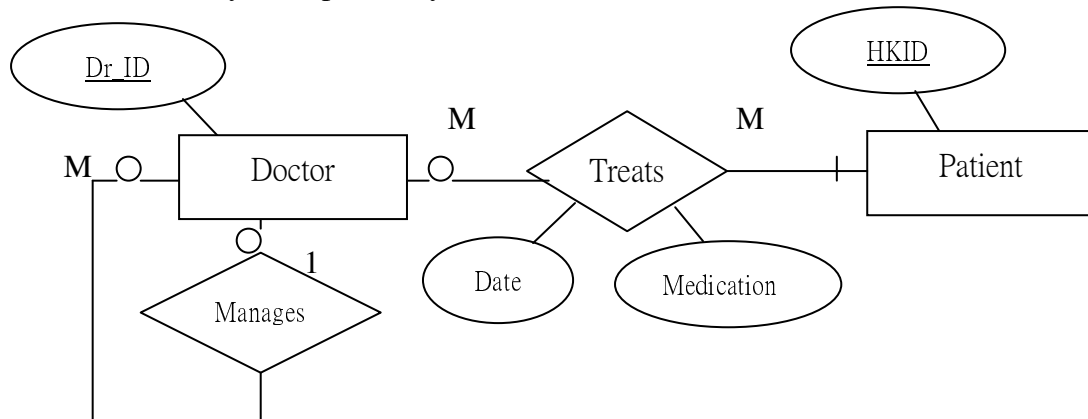 Dr_ID
HKID
M
M
M
Doctor
Treats
Patient
1
Manages
Date
Medication